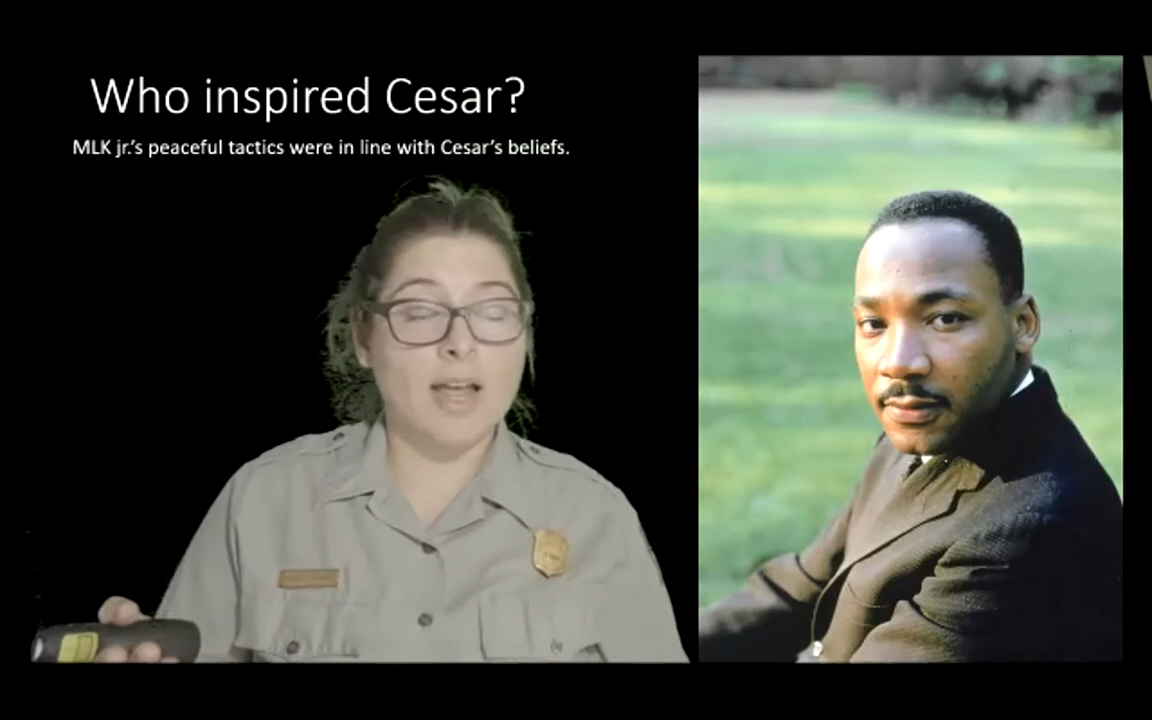 Who inspired Cesar?
MLK jr.’s peaceful tactics were in line with Cesar’s beliefs.